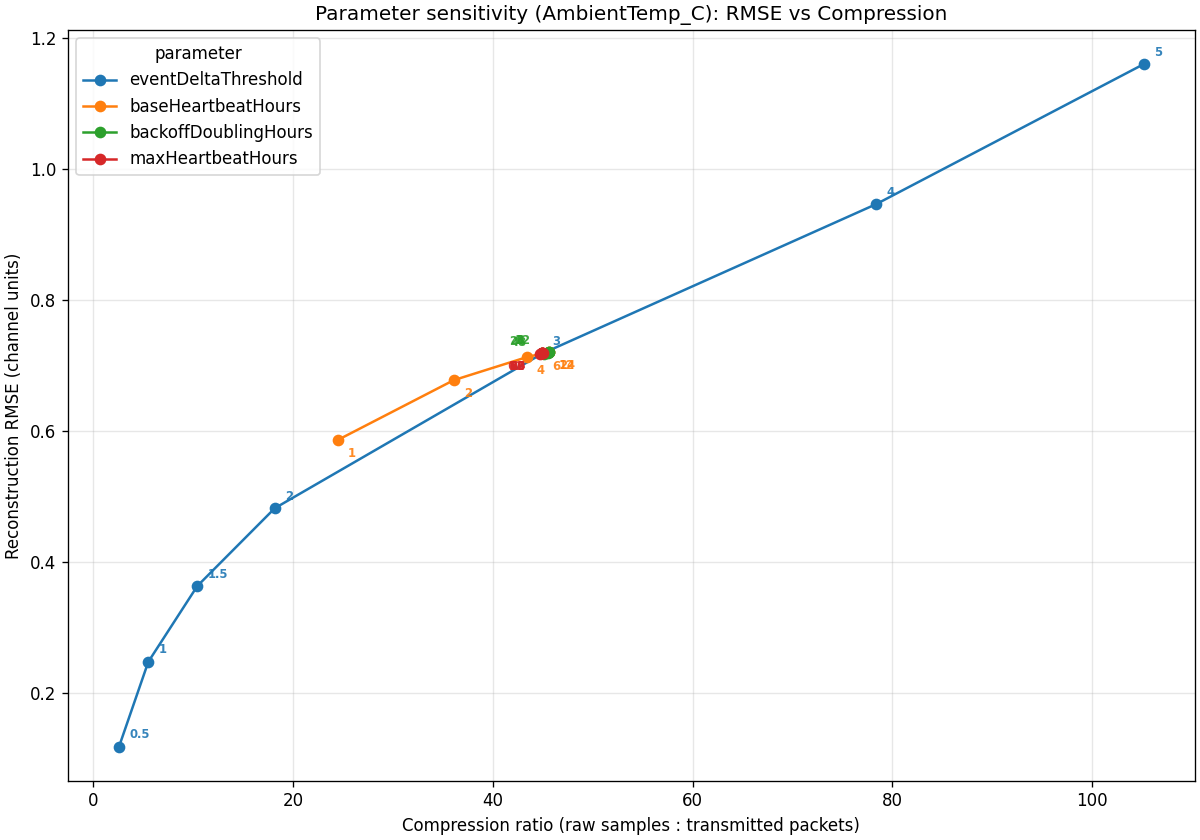 Parameter sensitivity (AmbientTemp_C): RMSE vs Compression
parameter
eventDeltaThreshold
baseHeartbeatHours
backoffDoublingHours
maxHeartbeatHours
Reconstruction RMSE (channel units)
1.2
1.0
0.8
0.6
0.4
0.2
5
4
3
4
2
1
2
1.5
1
0.5
0
20
40
60
80
100
Compression ratio (raw samples : transmitted packets)